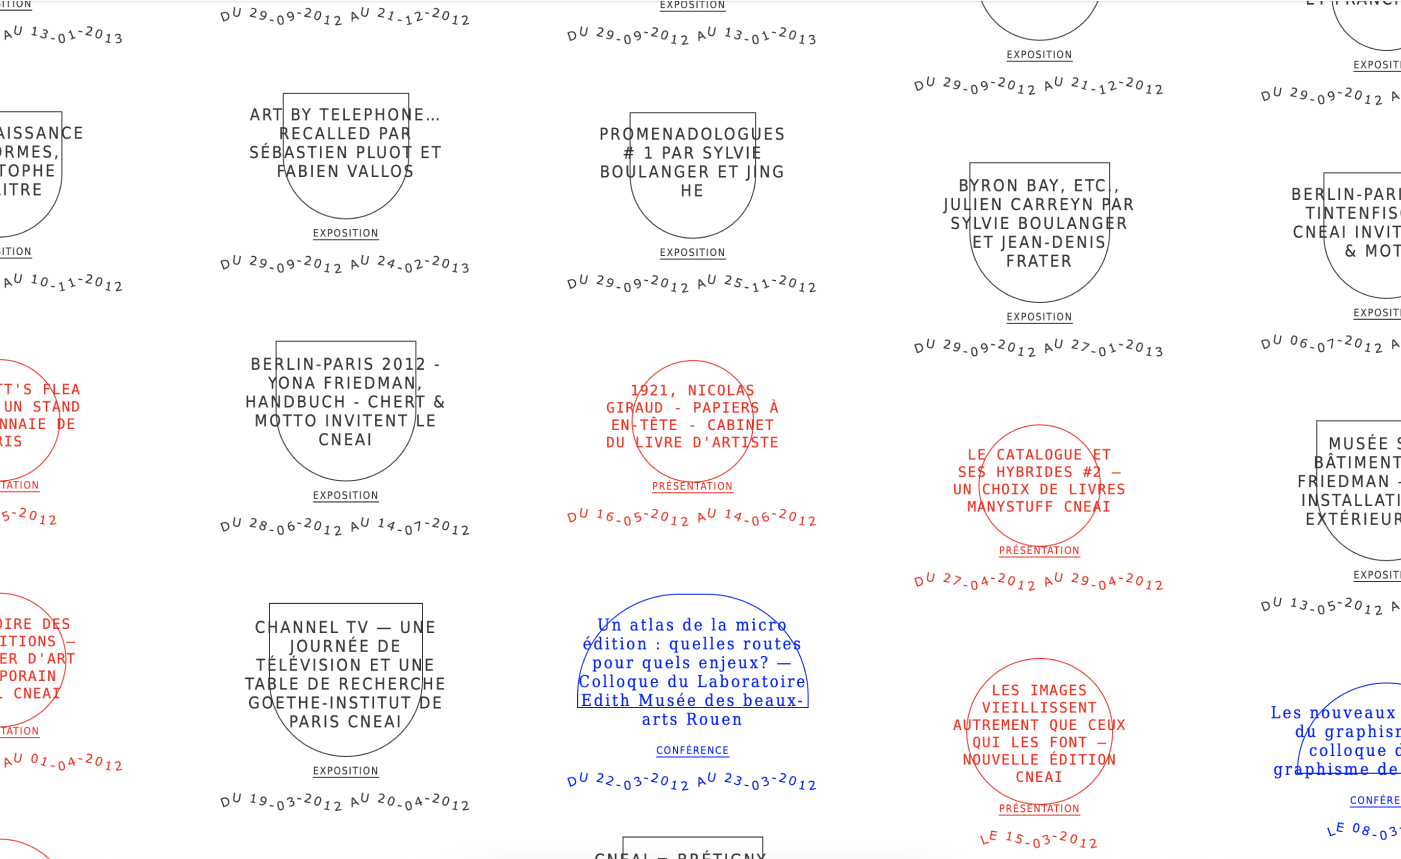 AU 13-01-2013
AISSANCE
ORMES,
TOPHE
ITRE
AU 10-11-2012
TT'S FLEA
UN STAND
NNAIE DE
RIS
5-2012
OIRE DES
ITIONS —
ER D'ART
PORAIN
CNEAI
AU 01-04-2012
DU 29-09-2012 AU 21-12-2012
ART BY TELEPHONE...
RECALLED PAR
SÉBASTIEN PLUOT ET
FABIEN VALLOS
EXPOSITION
DU 29-09-2012 AU 24-02-2013
BERLIN-PARIS 2012 -
YONA FRIEDMAN,
HANDBUCH - CHERT &
MOTTO INVITENT LE
CNEAI
EXPOSITION
DU 28-06-2012 AU 14-07-2012
CHANNEL TV — UNE
JOURNÉE DE
TÉLÉVISION ET UNE
TABLE DE RECHERCHE
GOETHE-INSTITUT DE
PARIS CNEAI
EXPOSITION
DU 19-03-2012 AU 20-04-2012
EXPOSITION
DU 29-09-2012 AU 13-01-2013
PROMENADOLOGUES
# 1 PAR SYLVIE
BOULANGER ET JING
HE
EXPOSITION
DU 29-09-2012 AU 25-11-2012
1921, NICOLAS
GIRAUD - PAPIERS À
EN-TÊTE - CABINET
DU LIVRE D'ARTISTE
PRÉSENTATION
DU 16-05-2012 AU 14-06-2012
Un atlas de la micro
édition : quelles routes
pour quels enjeux? —
Colloque du Laboratoire
Edith Musée des beaux-
arts Rouen
CONFÉRENCE
DU 22-03-2012 AU 23-03-2012
CNEAI = BRÉTIGNY
EXPOSITION
DU 29-09-2012 AU 21-12-2012
BYRON BAY, ETC.,
JULIEN CARREYN PAR
SYLVIE BOULANGER
ET JEAN-DENIS
FRATER
EXPOSITION
DU 29-09-2012 AU 27-01-2013
LE CATALOGUE ET
SES HYBRIDES #2 —
UN CHOIX DE LIVRES
MANYSTUFF CNEAI
PRÉSENTATION
DU 27-04-2012 AU 29-04-2012
LES IMAGES
VIEILLISSENT
AUTREMENT QUE CEUX
QUI LES FONT —
NOUVELLE ÉDITION
CNEAI
PRÉSENTATION
LE 15-03-2012
EXPOSITI
DU 29-09-2012 A
BERLIN-PARI
TINTENFIS
CNEAI INVIT
& MOT
EXPOSITI
DU 06-07-2012 A
MUSÉE S
BÂTIMENT
FRIEDMAN -
INSTALLATI
EXTÉRIEUR
EXPOSITI
DU 13-05-2012 A
Les nouveaux
du graphism
colloque d
graphisme de
CONFÉRE
LE 08-03